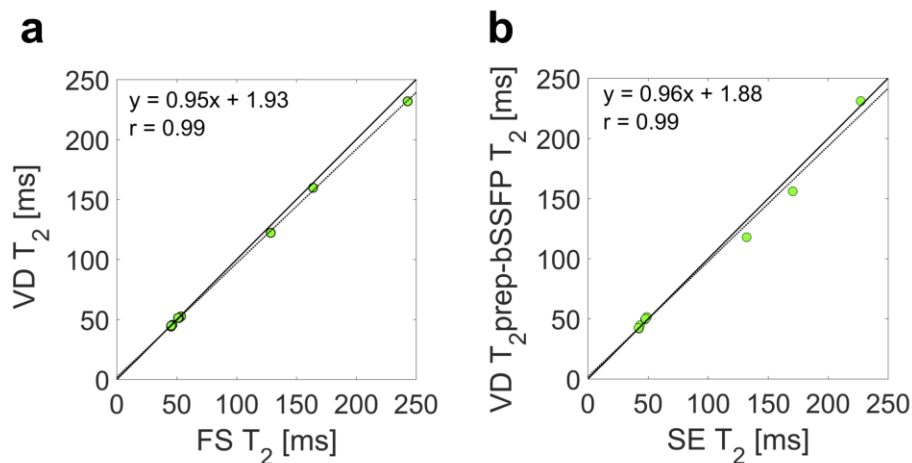 a
y = 0.95x + 1.93
r = 0.99
VD T₂ [ms]
250
200
150
100
50
0
0 50 100 150 200 250
FS T₂ [ms]
b
y = 0.96x + 1.88
r = 0.99
VD T₂prep-bSSFP T₂ [ms]
250
200
150
100
50
0
0 50 100 150 200 250
SE T₂ [ms]